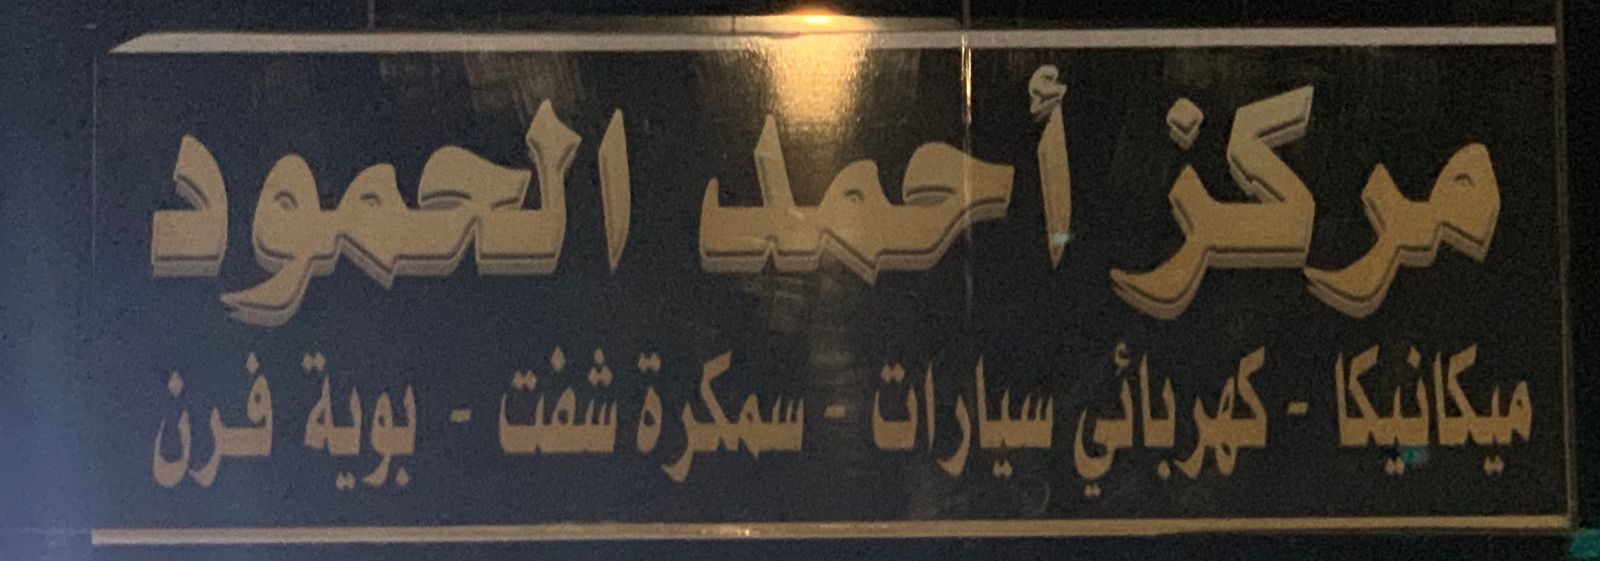 مركز أحمد الحمود
ميكانيكا - كهربائي سيارات - سمكرة شفت - بوية فرن